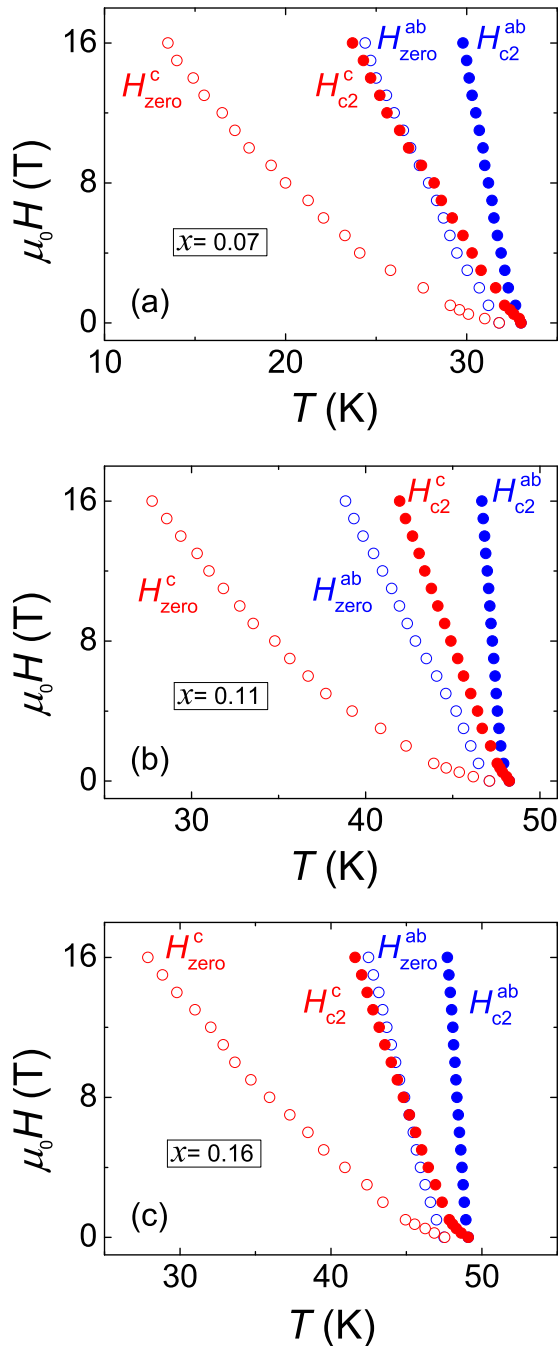 16
8
0
μ₀H (T)
H^c_zero
H^c_c2
H^ab_zero
H^ab_c2
x= 0.07
(a)
10 20 30
T (K)
16
8
0
μ₀H (T)
H^c_zero
H^ab_zero
H^c_c2
H^ab_c2
x= 0.11
(b)
30 40 50
T (K)
16
8
0
μ₀H (T)
H^c_zero
H^c_c2
H^ab_zero
H^ab_c2
x= 0.16
(c)
30 40 50
T (K)